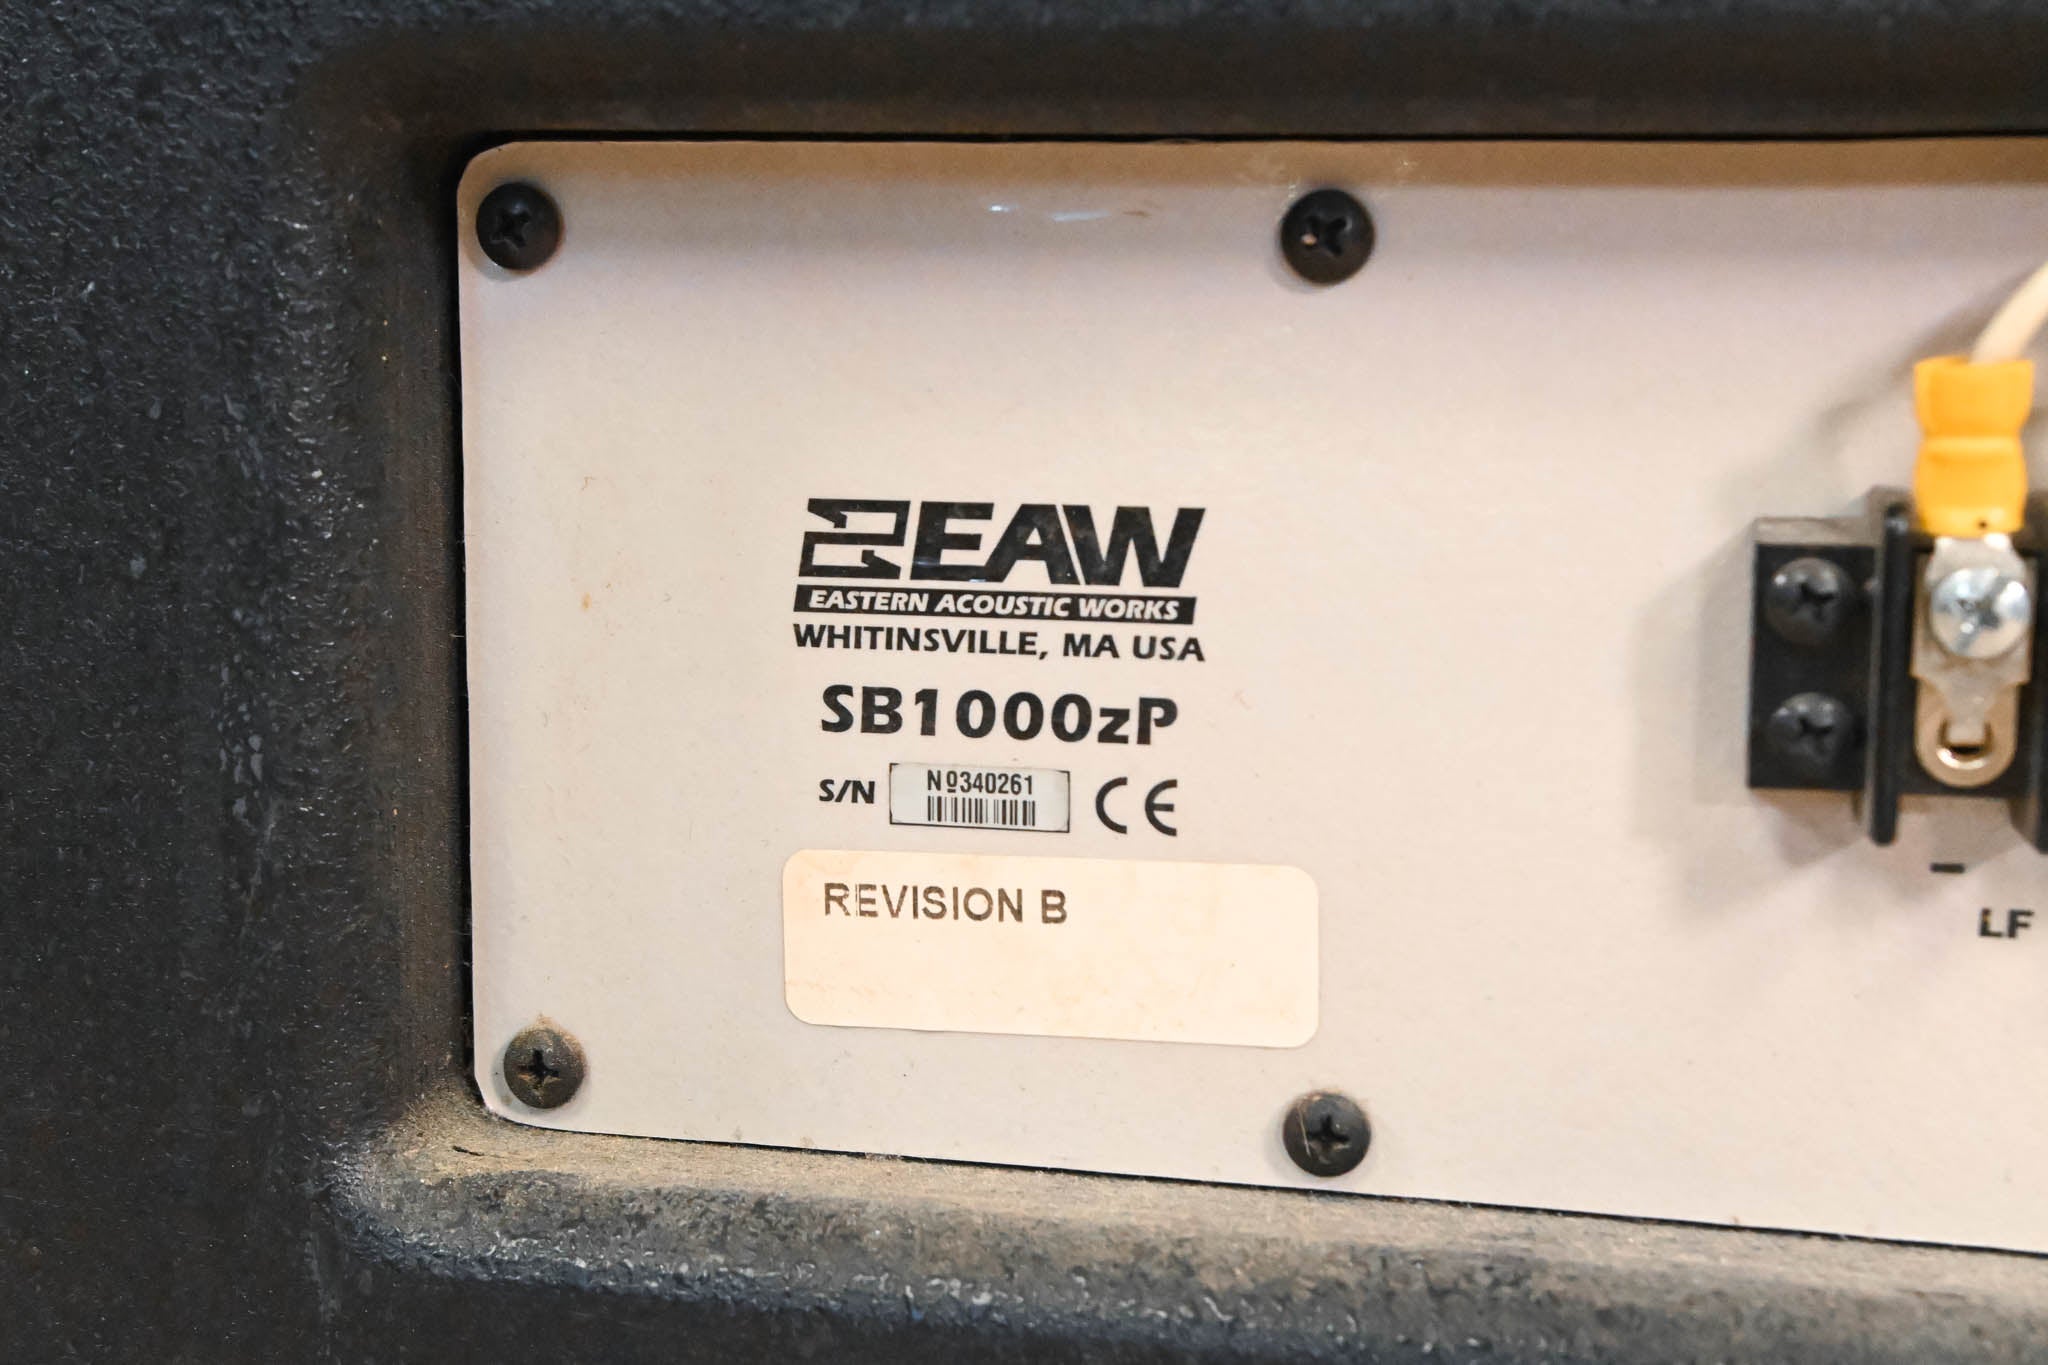 EAW
EASTERN ACOUSTIC WORKS
WHITINSVILLE, MA USA
SB1000zP
S/N Nº340261 CE
REVISION B
-
LF